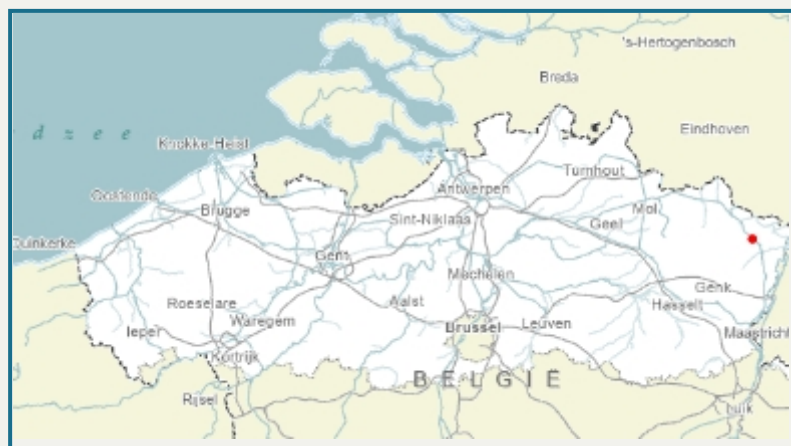 's-Hertogenbosch
Breda
d z e e
Eindhoven
Knokke-Heist
Turnhout
Antwerpen
Oostende
Mol
Brugge
Sint-Niklaas
Geel
Duinkerke
Gent
Mechelen
Genk
Roeselare
Aalst
Hasselt
Ieper
Waregem
Brussel
Leuven
Maastricht
Kortrijk
BELGIË
Rijsel
Luik